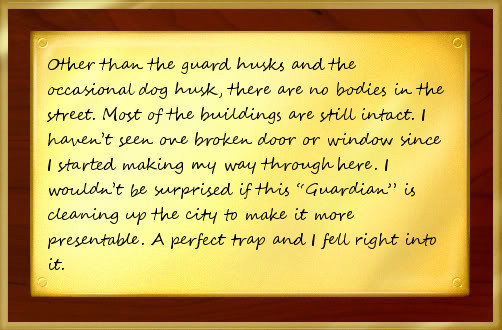 Other than the guard husks and the
occasional dog husk, there are no bodies in the
street. Most of the buildings are still intact. I
haven't seen one broken door or window since
I started making my way through here. I
wouldn't be surprised if this "Guardian" is
cleaning up the city to make it more
presentable. A perfect trap and I fell right into
it.